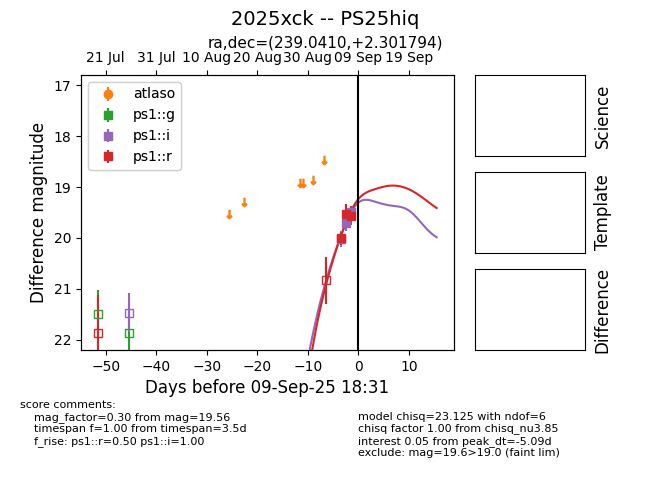 2025xck -- PS25hiq
ra,dec=(239.0410,+2.301794)
21 Jul 31 Jul 10 Aug 20 Aug 30 Aug 09 Sep 19 Sep
17
18
19
20
21
22
Difference magnitude
atlaso
ps1::g
ps1::i
ps1::r
−50 −40 −30 −20 −10 0 10
Days before 09-Sep-25 18:31
Science
Template
Difference
score comments:
mag_factor=0.30 from mag=19.56
timespan f=1.00 from timespan=3.5d
f_rise: ps1::r=0.50 ps1::i=1.00
model chisq=23.125 with ndof=6
chisq factor 1.00 from chisq_nu3.85
interest 0.05 from peak_dt=-5.09d
exclude: mag=19.6>19.0 (faint lim)